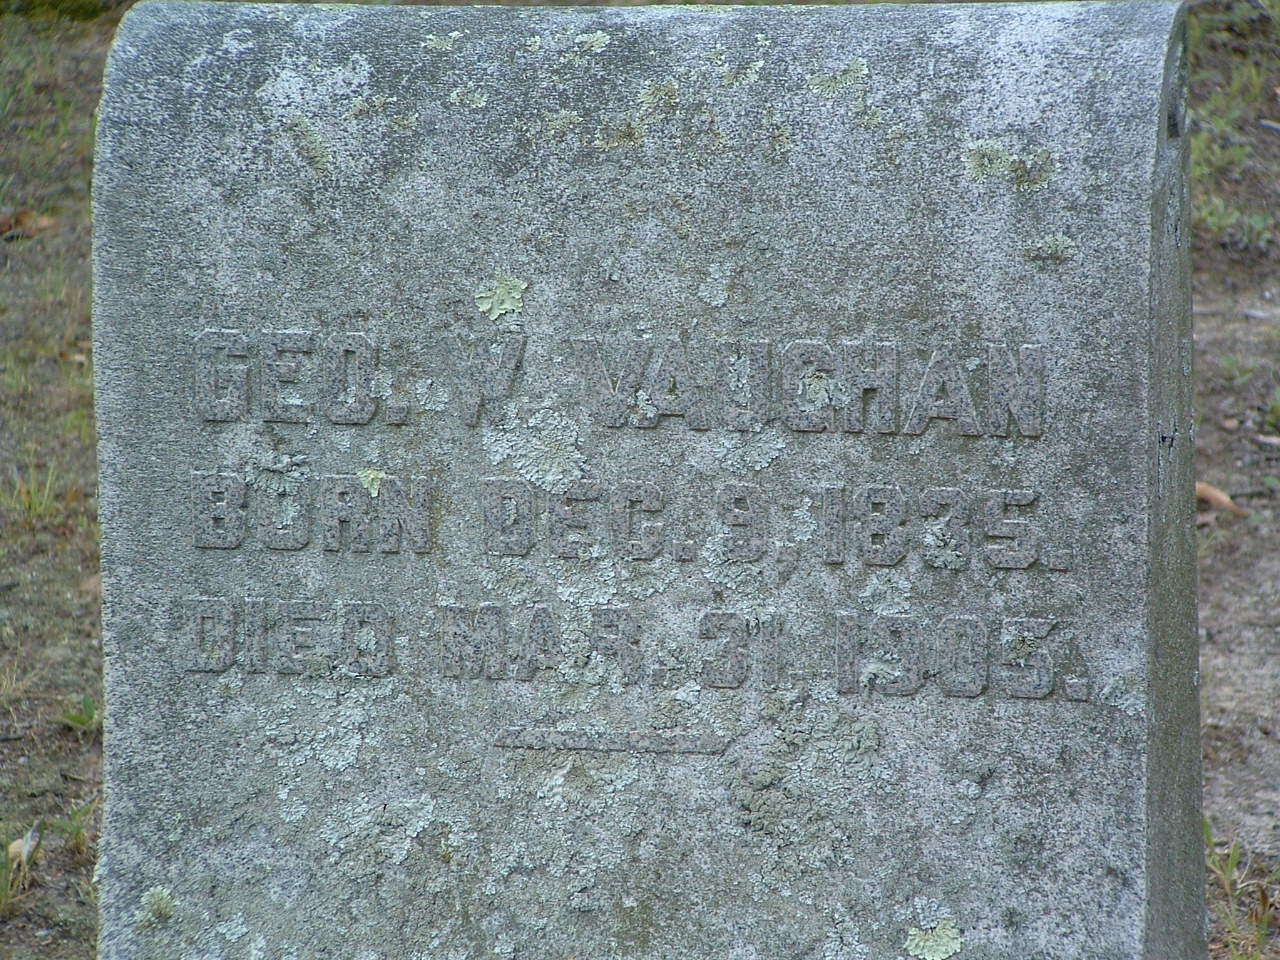 GEO. W. VAUGHAN
BORN DEC. 9, 1835.
DIED MAR. 31, 1905.